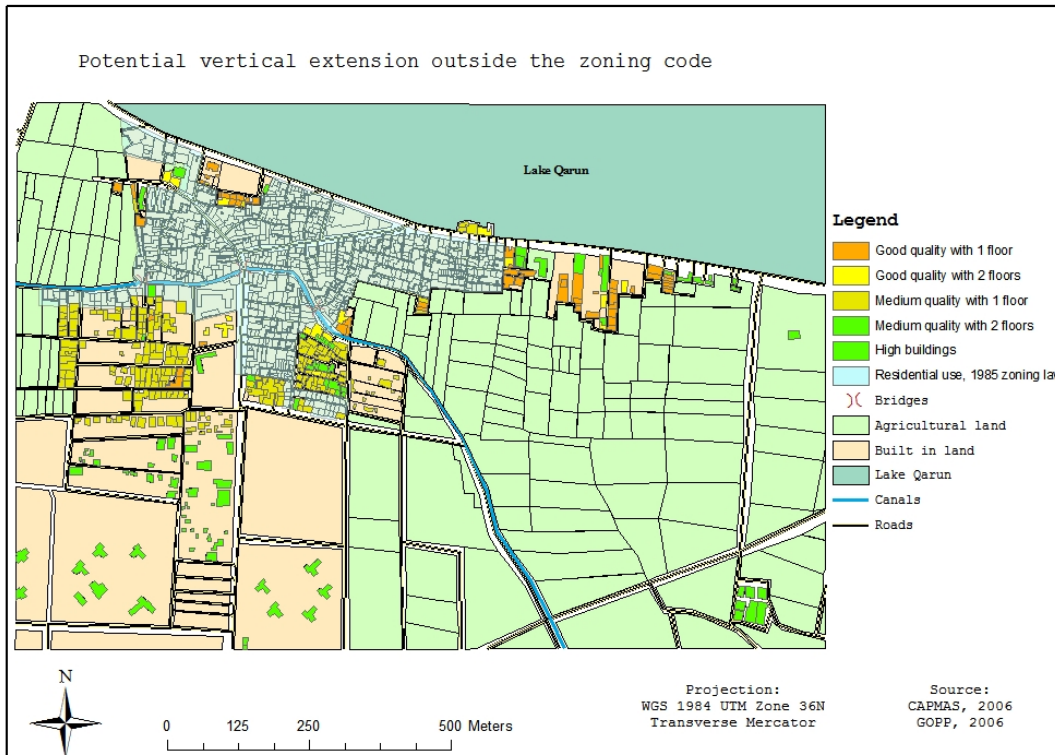 Potential vertical extension outside the zoning code
Lake Qarun
Legend
Good quality with 1 floor
Good quality with 2 floors
Medium quality with 1 floor
Medium quality with 2 floors
High buildings
Residential use, 1985 zoning la
Bridges
Agricultural land
Built in land
Lake Qarun
Canals
Roads
N
0 125 250 500 Meters
Projection:
WGS 1984 UTM Zone 36N
Transverse Mercator
Source:
CAPMAS, 2006
GOPP, 2006